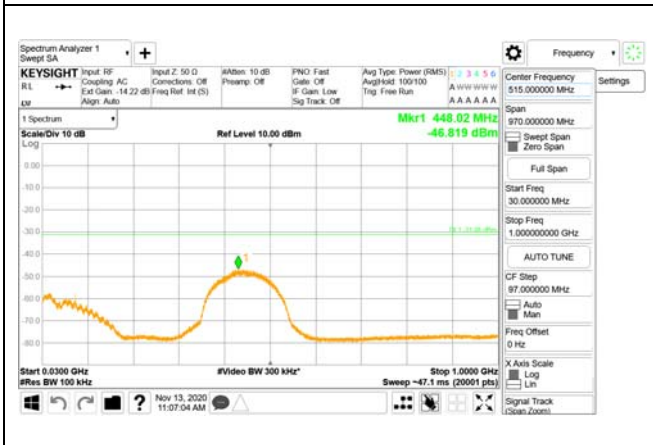 Spectrum Analyzer 1
Swept SA
+
Frequency
KEYSIGHT
RL
Input: RF
Coupling: AC
Ext Gain: -14.22 dB
Align: Auto
Input Z: 50 Ω
Corrections: Off
Freq Ref: Int (S)
#Atten: 10 dB
Preamp: Off
PNO: Fast
Gate: Off
IF Gain: Low
Sig Track: Off
Avg Type: Power (RMS)
Avg|Hold: 100/100
Trig: Free Run
1 2 3 4 5 6
A W W W W W
A A A A A A
1 Spectrum
Scale/Div 10 dB
Ref Level 10.00 dBm
Mkr1 448.02 MHz
-46.819 dBm
Log
0.00
-10.0
-20.0
-30.0
-40.0
-50.0
-60.0
-70.0
-80.0
1
Start 0.0300 GHz
#Res BW 100 kHz
#Video BW 300 kHz*
Stop 1.0000 GHz
Sweep ~47.1 ms (20001 pts)
Nov 13, 2020
11:07:04 AM
?
Center Frequency
515.000000 MHz
Settings
Span
970.000000 MHz
Swept Span
Zero Span
Full Span
Start Freq
30.000000 MHz
Stop Freq
1.000000000 GHz
AUTO TUNE
CF Step
97.000000 MHz
Auto
Man
Freq Offset
0 Hz
X Axis Scale
Log
Lin
Signal Track
(Span Zoom)